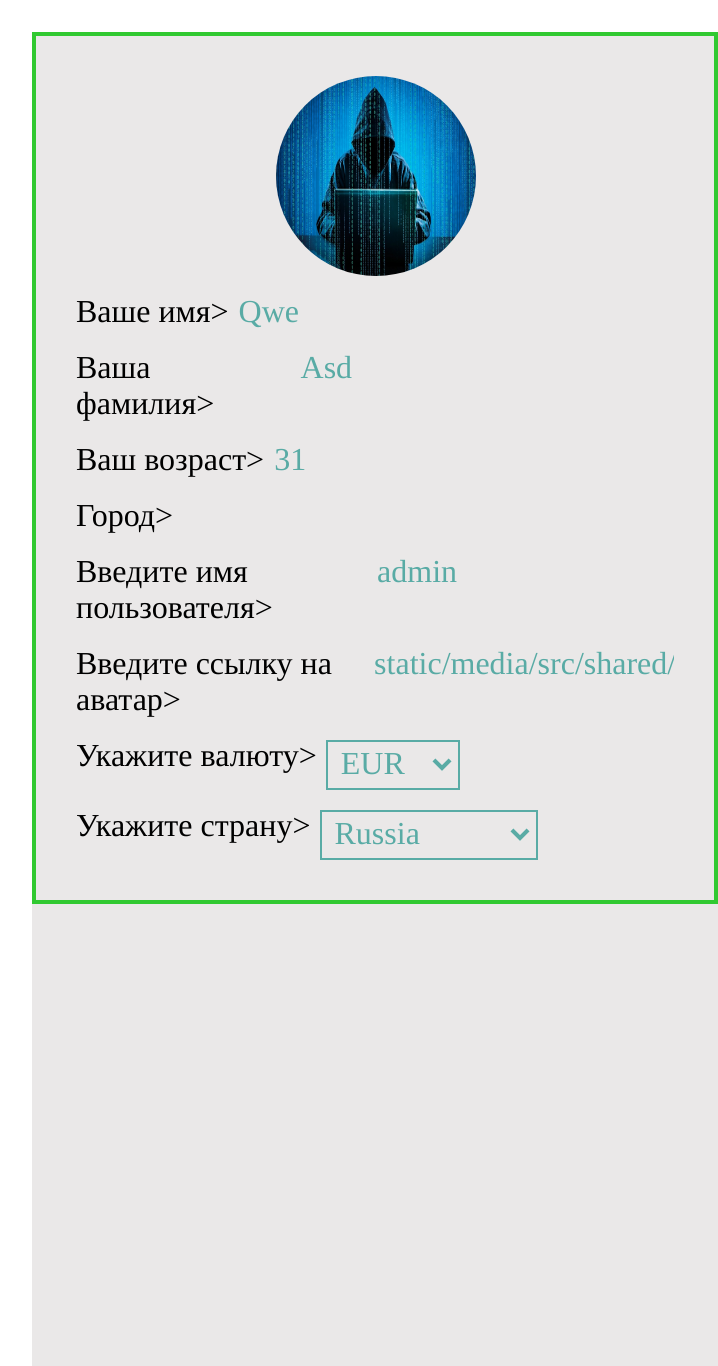 Ваше имя> Qwe
Ваша Asd
фамилия>
Ваш возраст> 31
Город>
Введите имя admin
пользователя>
Введите ссылку на static/media/src/shared/
аватар>
Укажите валюту> EUR
Укажите страну> Russia